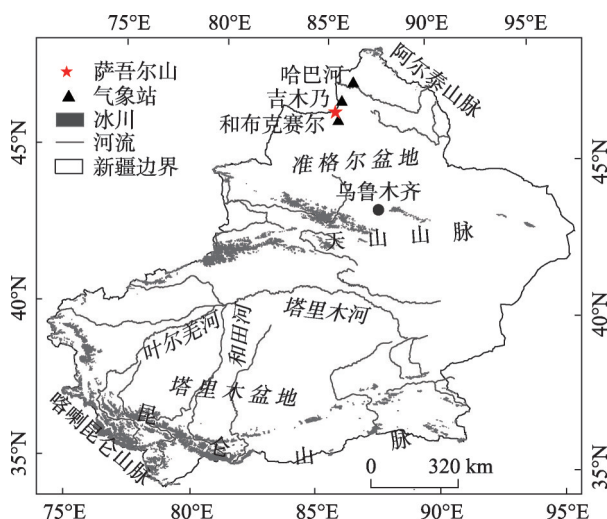 80°E 85°E 90°E 95°E
萨吾尔山
气象站
冰川
河流
新疆边界
哈巴河
吉木乃
和布克赛尔
阿尔泰山脉
准格尔盆地
乌鲁木齐
天山山脉
45°N
45°N
40°N
40°N
35°N
35°N
塔里木河
叶尔羌河
和田河
塔里木盆地
喀喇昆仑山脉
昆仑山脉
0 320 km
75°E 80°E 85°E 90°E 95°E